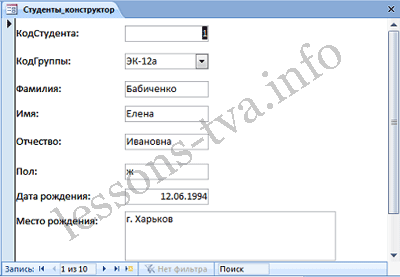 Студенты_конструктор
КодСтудента: 1
КодГруппы: ЭК-12а
Фамилия: Бабиченко
Имя: Елена
Отчество: Ивановна
Пол: ж
Дата рождения: 12.06.1994
Место рождения: г. Харьков
lessons-tva.info
Запись: 1 из 10 Нет фильтра Поиск